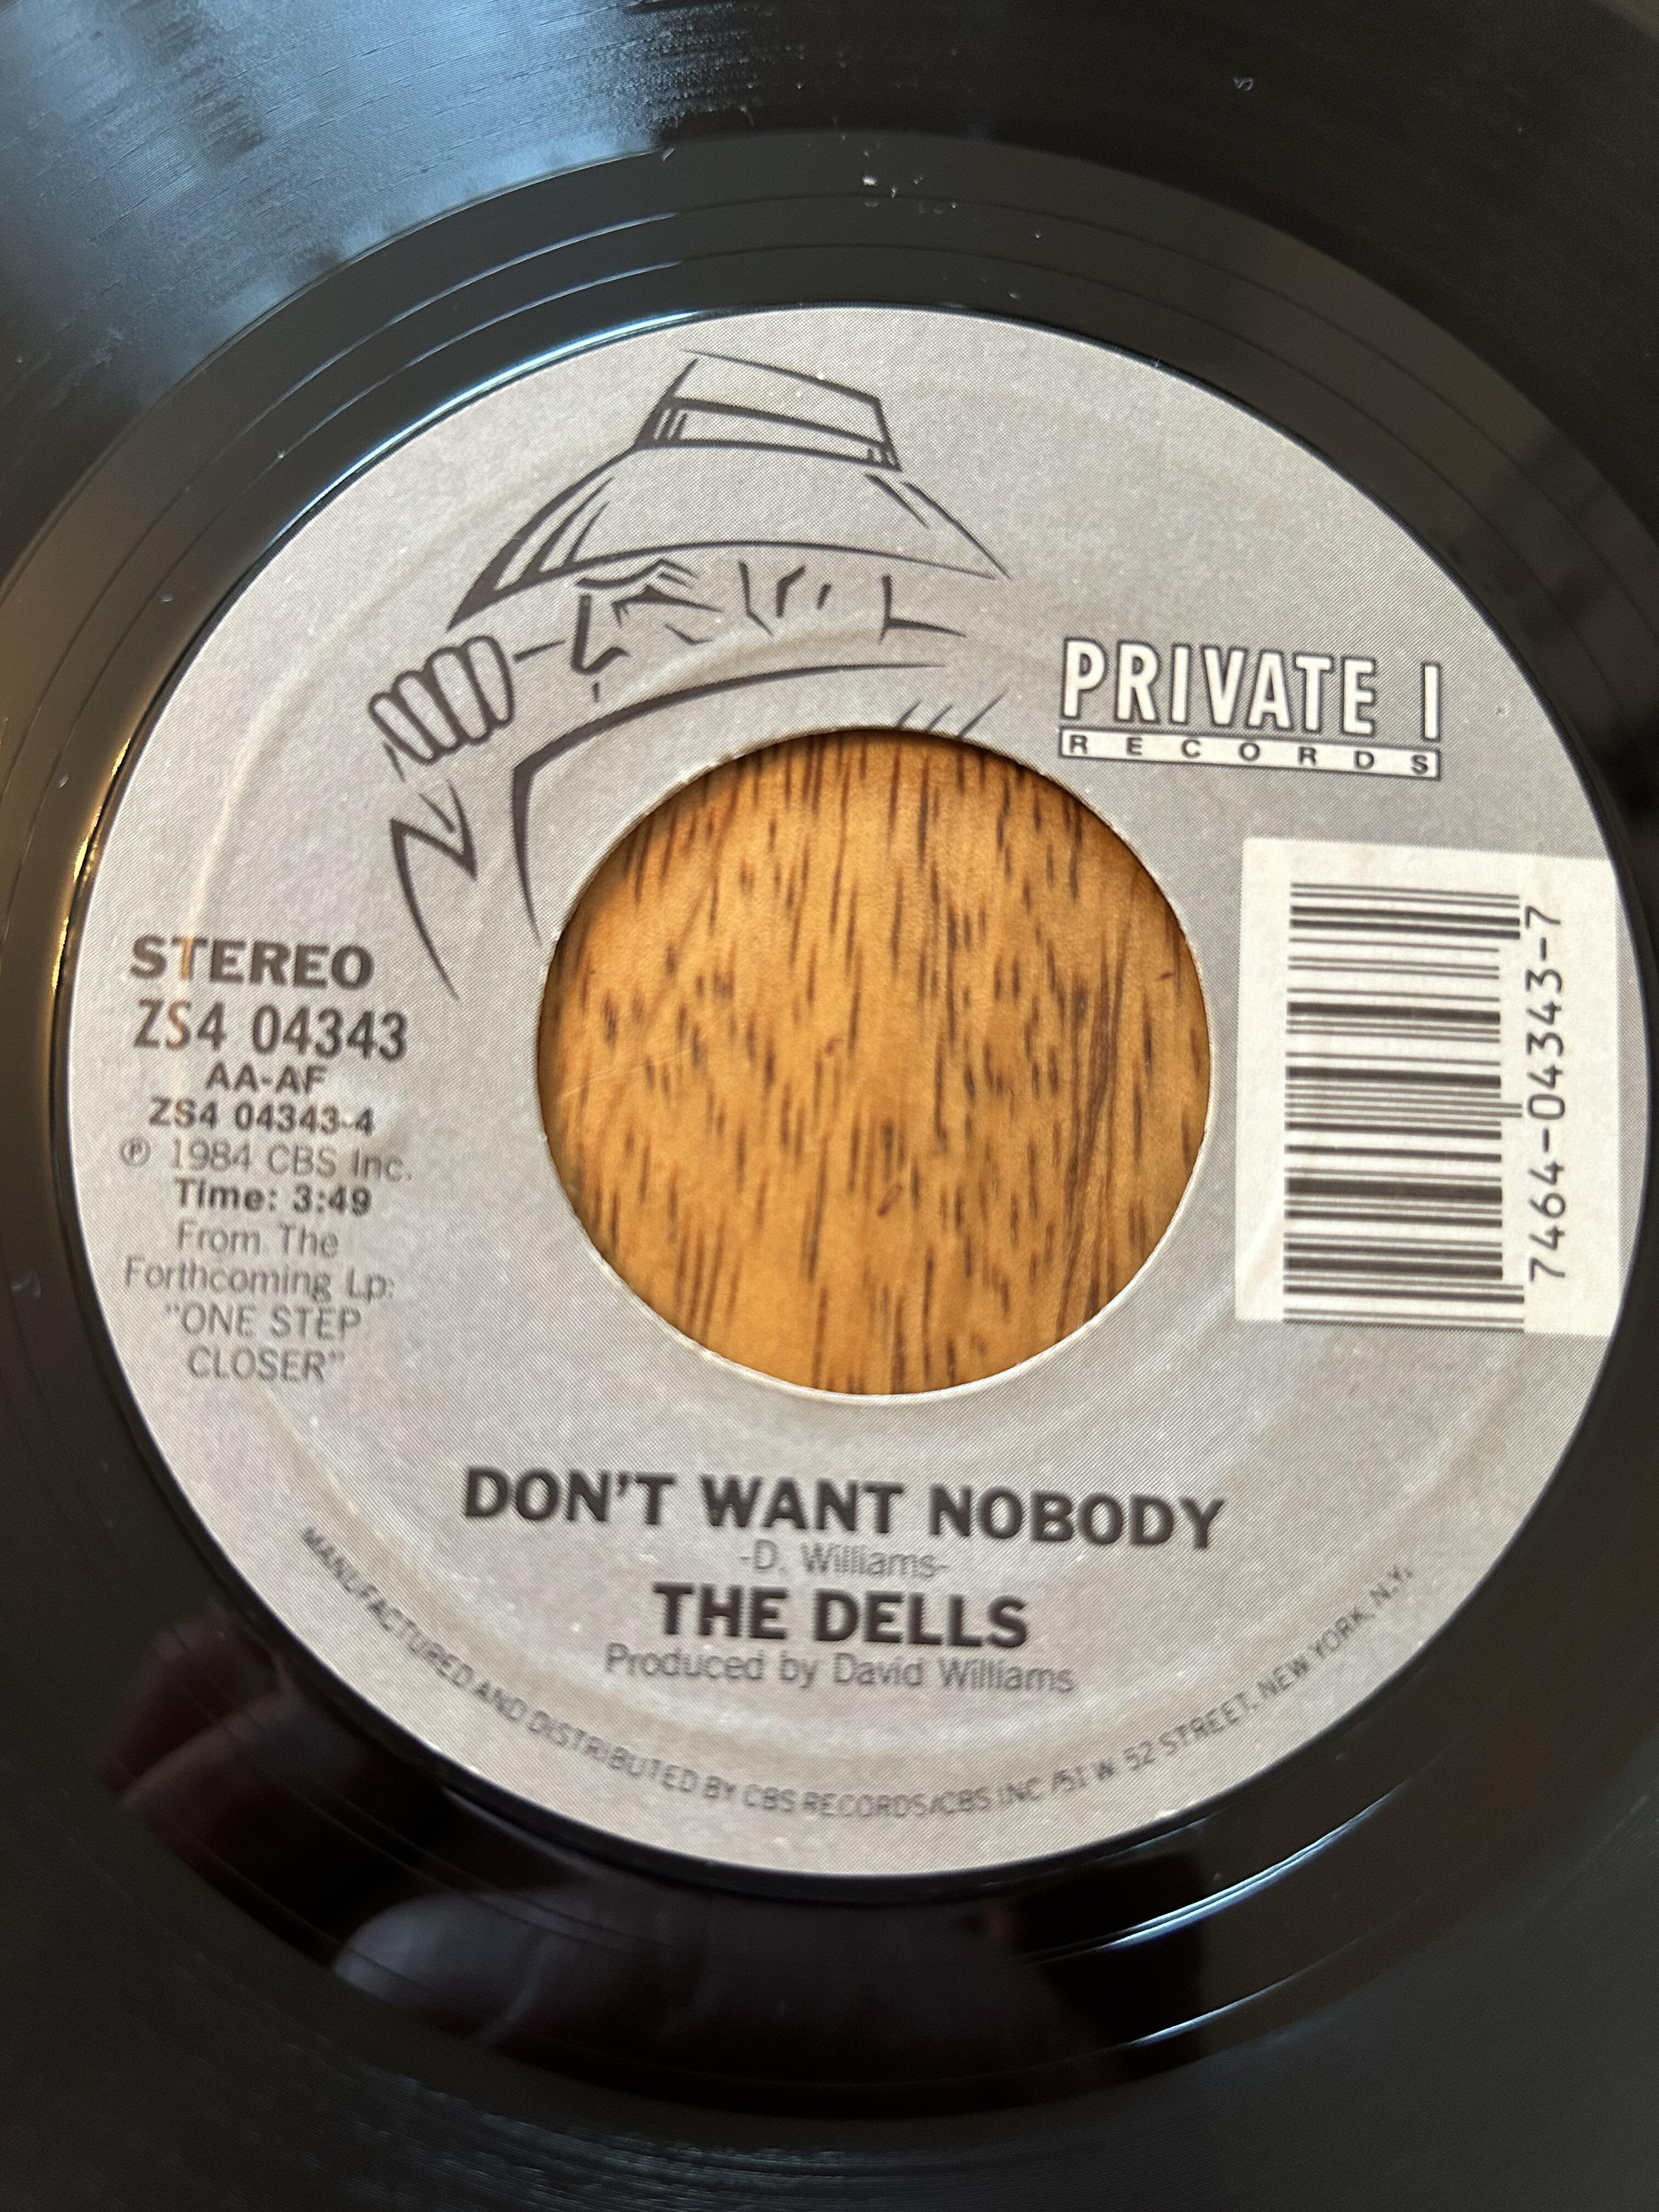 PRIVATE I
RECORDS
STEREO
ZS4 04343
AA-AF
ZS4 04343-4
℗ 1984 CBS Inc.
Time: 3:49
From The
Forthcoming Lp:
"ONE STEP
CLOSER"
7464-04343-7
DON'T WANT NOBODY
-D. Williams-
THE DELLS
Produced by David Williams
MANUFACTURED AND DISTRIBUTED BY CBS RECORDS/CBS INC /51 W. 52 STREET, NEW YORK, N.Y.